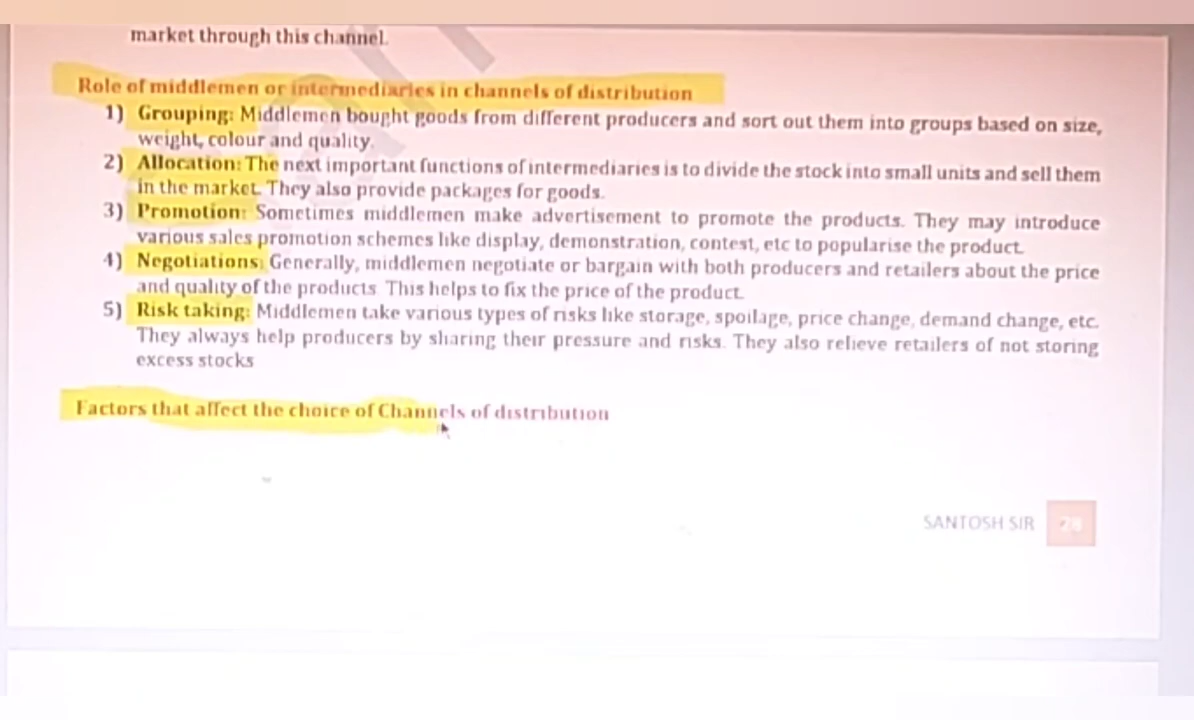 market through this channel.
Role of middlemen or intermediaries in channels of distribution
1) Grouping: Middlemen bought goods from different producers and sort out them into groups based on size,
weight, colour and quality.
2) Allocation: The next important functions of intermediaries is to divide the stock into small units and sell them
in the market. They also provide packages for goods.
3) Promotion: Sometimes middlemen make advertisement to promote the products. They may introduce
various sales promotion schemes like display, demonstration, contest, etc to popularise the product.
4) Negotiations: Generally, middlemen negotiate or bargain with both producers and retailers about the price
and quality of the products. This helps to fix the price of the product.
5) Risk taking: Middlemen take various types of risks like storage, spoilage, price change, demand change, etc.
They always help producers by sharing their pressure and risks. They also relieve retailers of not storing
excess stocks
Factors that affect the choice of Channels of distribution
SANTOSH SIR